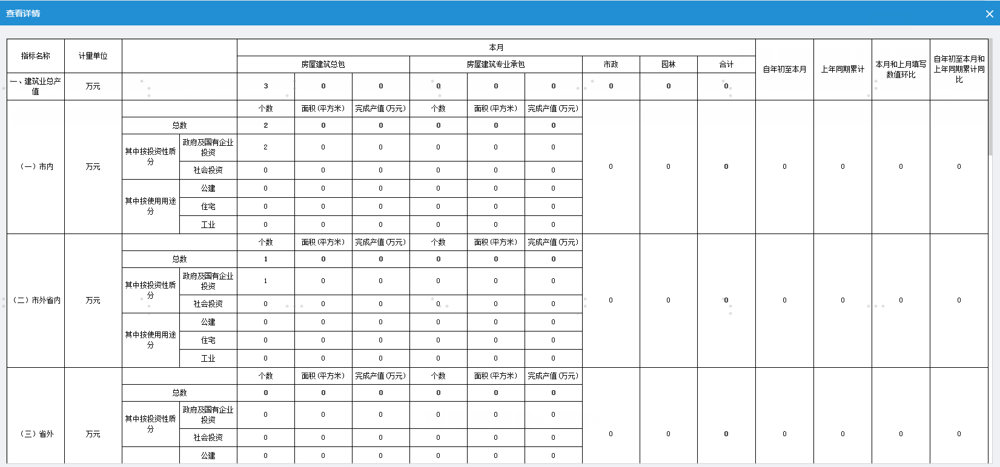 查看详情
本月
指标名称 计量单位 自年初至本月 上年同期累计 本月和上月填写 自年初至本月和
数值环比 上年同期累计同
比
房屋建筑总包 房屋建筑专业承包 市政 园林 合计
一、建筑业总产 万元 3 0 0 0 0 0 0 0 0
值
个数 面积(平方米) 完成产值(万元) 个数 面积(平方米) 完成产值(万元)
总数 2 0 0 0 0 0
其中按投资性质 政府及国有企业 2 0 0 0 0 0
分 投资
社会投资 0 0 0 0 0 0
(一)市内 万元 0 0 0 0 0 0 0
公建 0 0 0 0 0 0
其中按使用用途 住宅 0 0 0 0 0 0
分
工业 0 0 0 0 0 0
个数 面积(平方米) 完成产值(万元) 个数 面积(平方米) 完成产值(万元)
总数 1 0 0 0 0 0
其中按投资性质 政府及国有企业 1 0 0 0 0 0
分 投资
社会投资 0 0 0 0 0 0
(二)市外省内 万元 0 0 0 0 0 0 0
公建 0 0 0 0 0 0
其中按使用用途 住宅 0 0 0 0 0 0
分
工业 0 0 0 0 0 0
个数 面积(平方米) 完成产值(万元) 个数 面积(平方米) 完成产值(万元)
总数 0 0 0 0 0 0
其中按投资性质 政府及国有企业 0 0 0 0 0 0
分 投资
社会投资 0 0 0 0 0 0
(三)省外 万元 0 0 0 0 0 0 0
公建 0 0 0 0 0 0